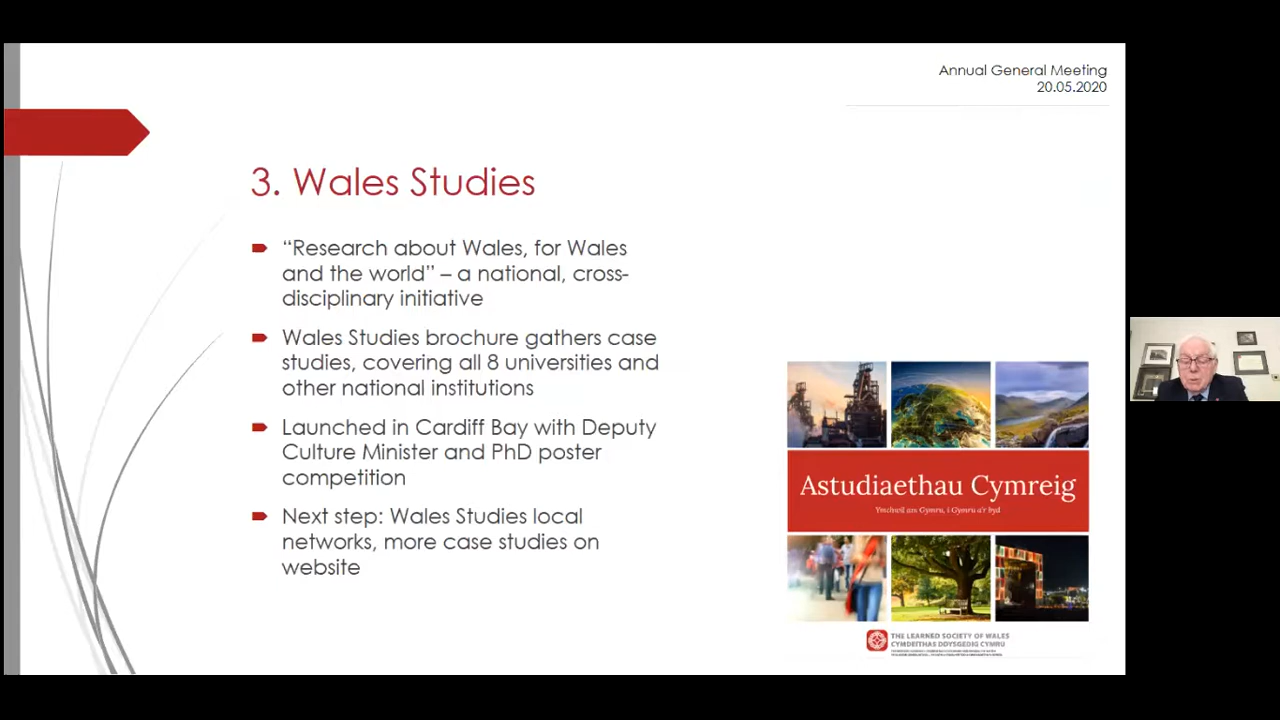 Annual General Meeting
20.05.2020
3. Wales Studies
“Research about Wales, for Wales
and the world” – a national, cross-
disciplinary initiative
Wales Studies brochure gathers case
studies, covering all 8 universities and
other national institutions
Launched in Cardiff Bay with Deputy
Culture Minister and PhD poster
competition
Next step: Wales Studies local
networks, more case studies on
website
Astudiaethau Cymreig
Ymchwil am Gymru, i Gymru a'r byd
THE LEARNED SOCIETY OF WALES
CYMDEITHAS DDYSGEDIG CYMRU